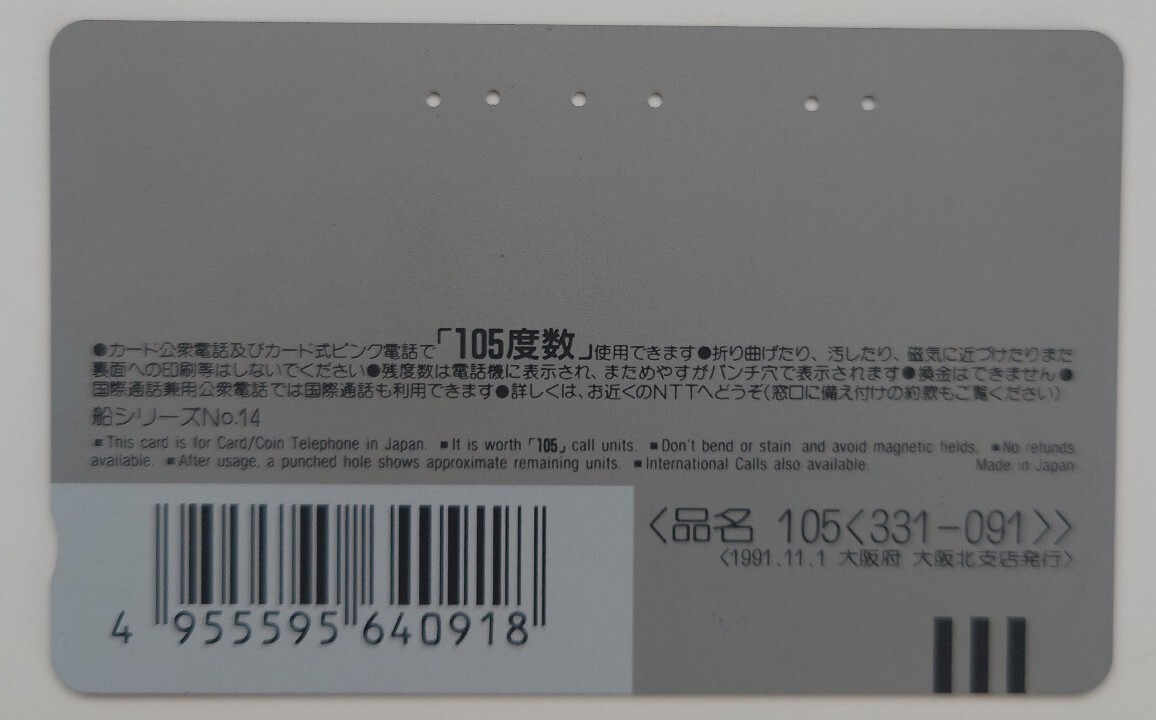 ●カード公衆電話及びカード式ピンク電話で「105度数」使用できます●折り曲げたり、汚したり、磁気に近づけたりまた
裏面への印刷等はしないでください●残度数は電話機に表示され、まためやすがパンチ穴で表示されます●換金はできません●
国際通話兼用公衆電話では国際通話も利用できます●詳しくは、お近くのNTTへどうぞ(窓口に備え付けの約款もご覧ください)
船シリーズNo.14
■This card is for Card/Coin Telephone in Japan. ■It is worth「105」call units. ■Don't bend or stain and avoid magnetic fields. ■No refunds
available. ■After usage, a punched hole shows approximate remaining units. ■International Calls also available. Made in Japan
〈品名 105〈331-091〉〉
〈1991.11.1 大阪府 大阪北支店発行〉
4 955595 640918